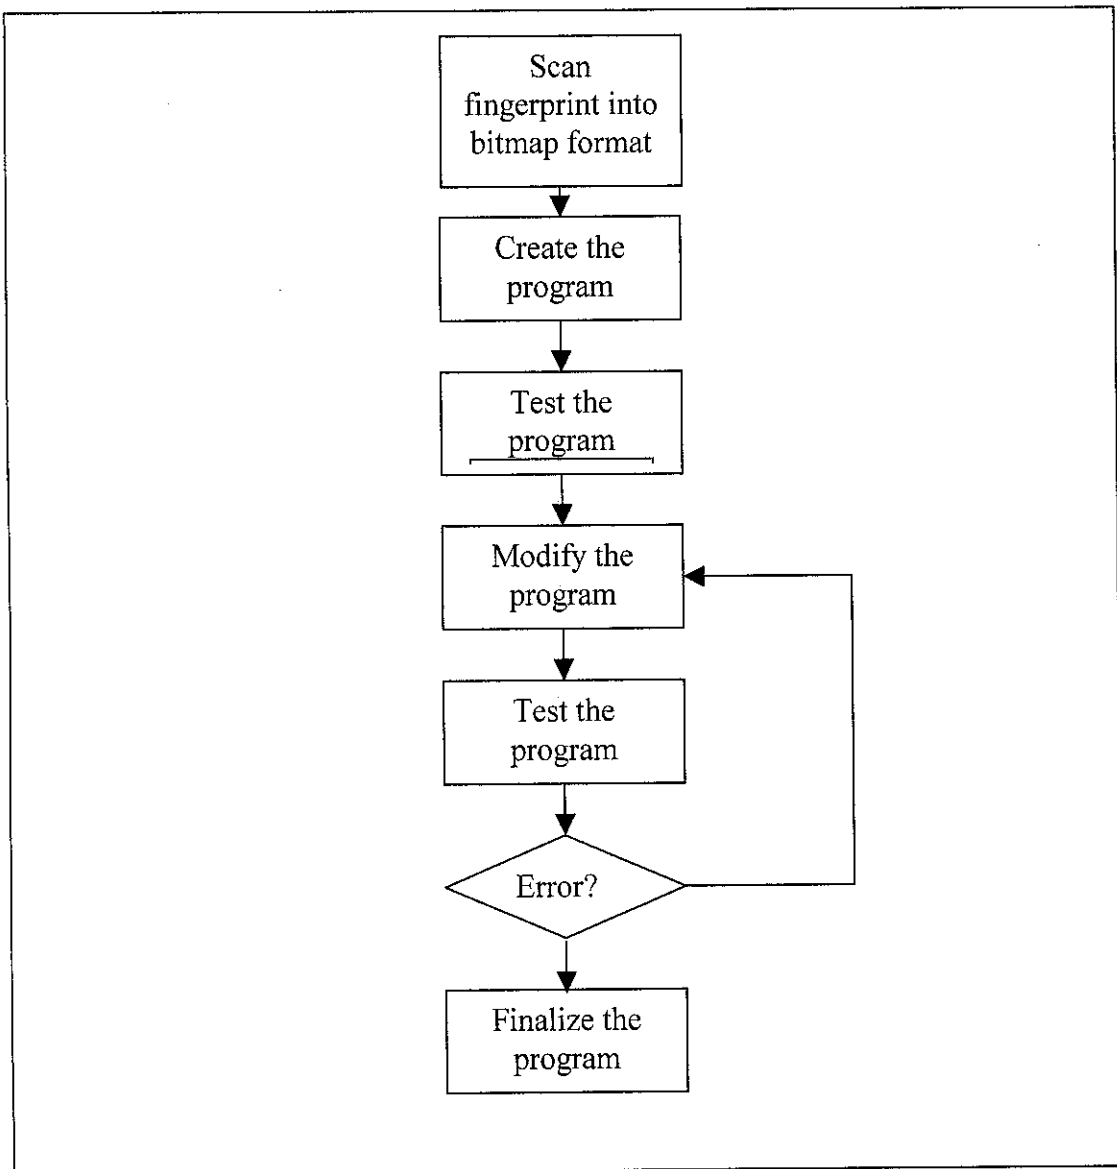 Scan
fingerprint into
bitmap format
Create the
program
Test the
program
Modify the
program
Test the
program
Error?
Finalize the
program